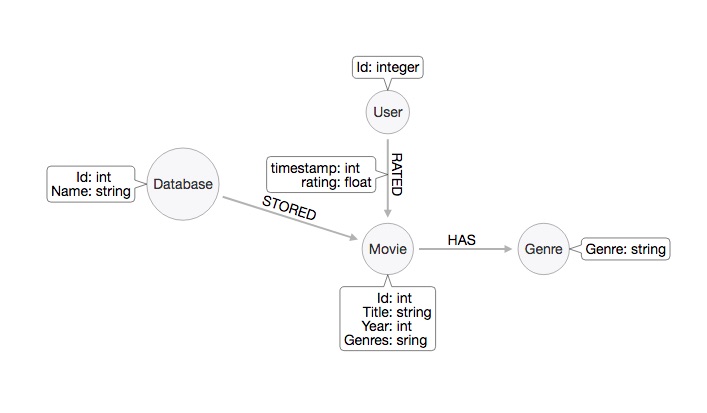 Id: integer
User
timestamp: int
rating: float
RATED
Id: int
Name: string
Database
STORED
Movie
HAS
Genre
Genre: string
Id: int
Title: string
Year: int
Genres: sring